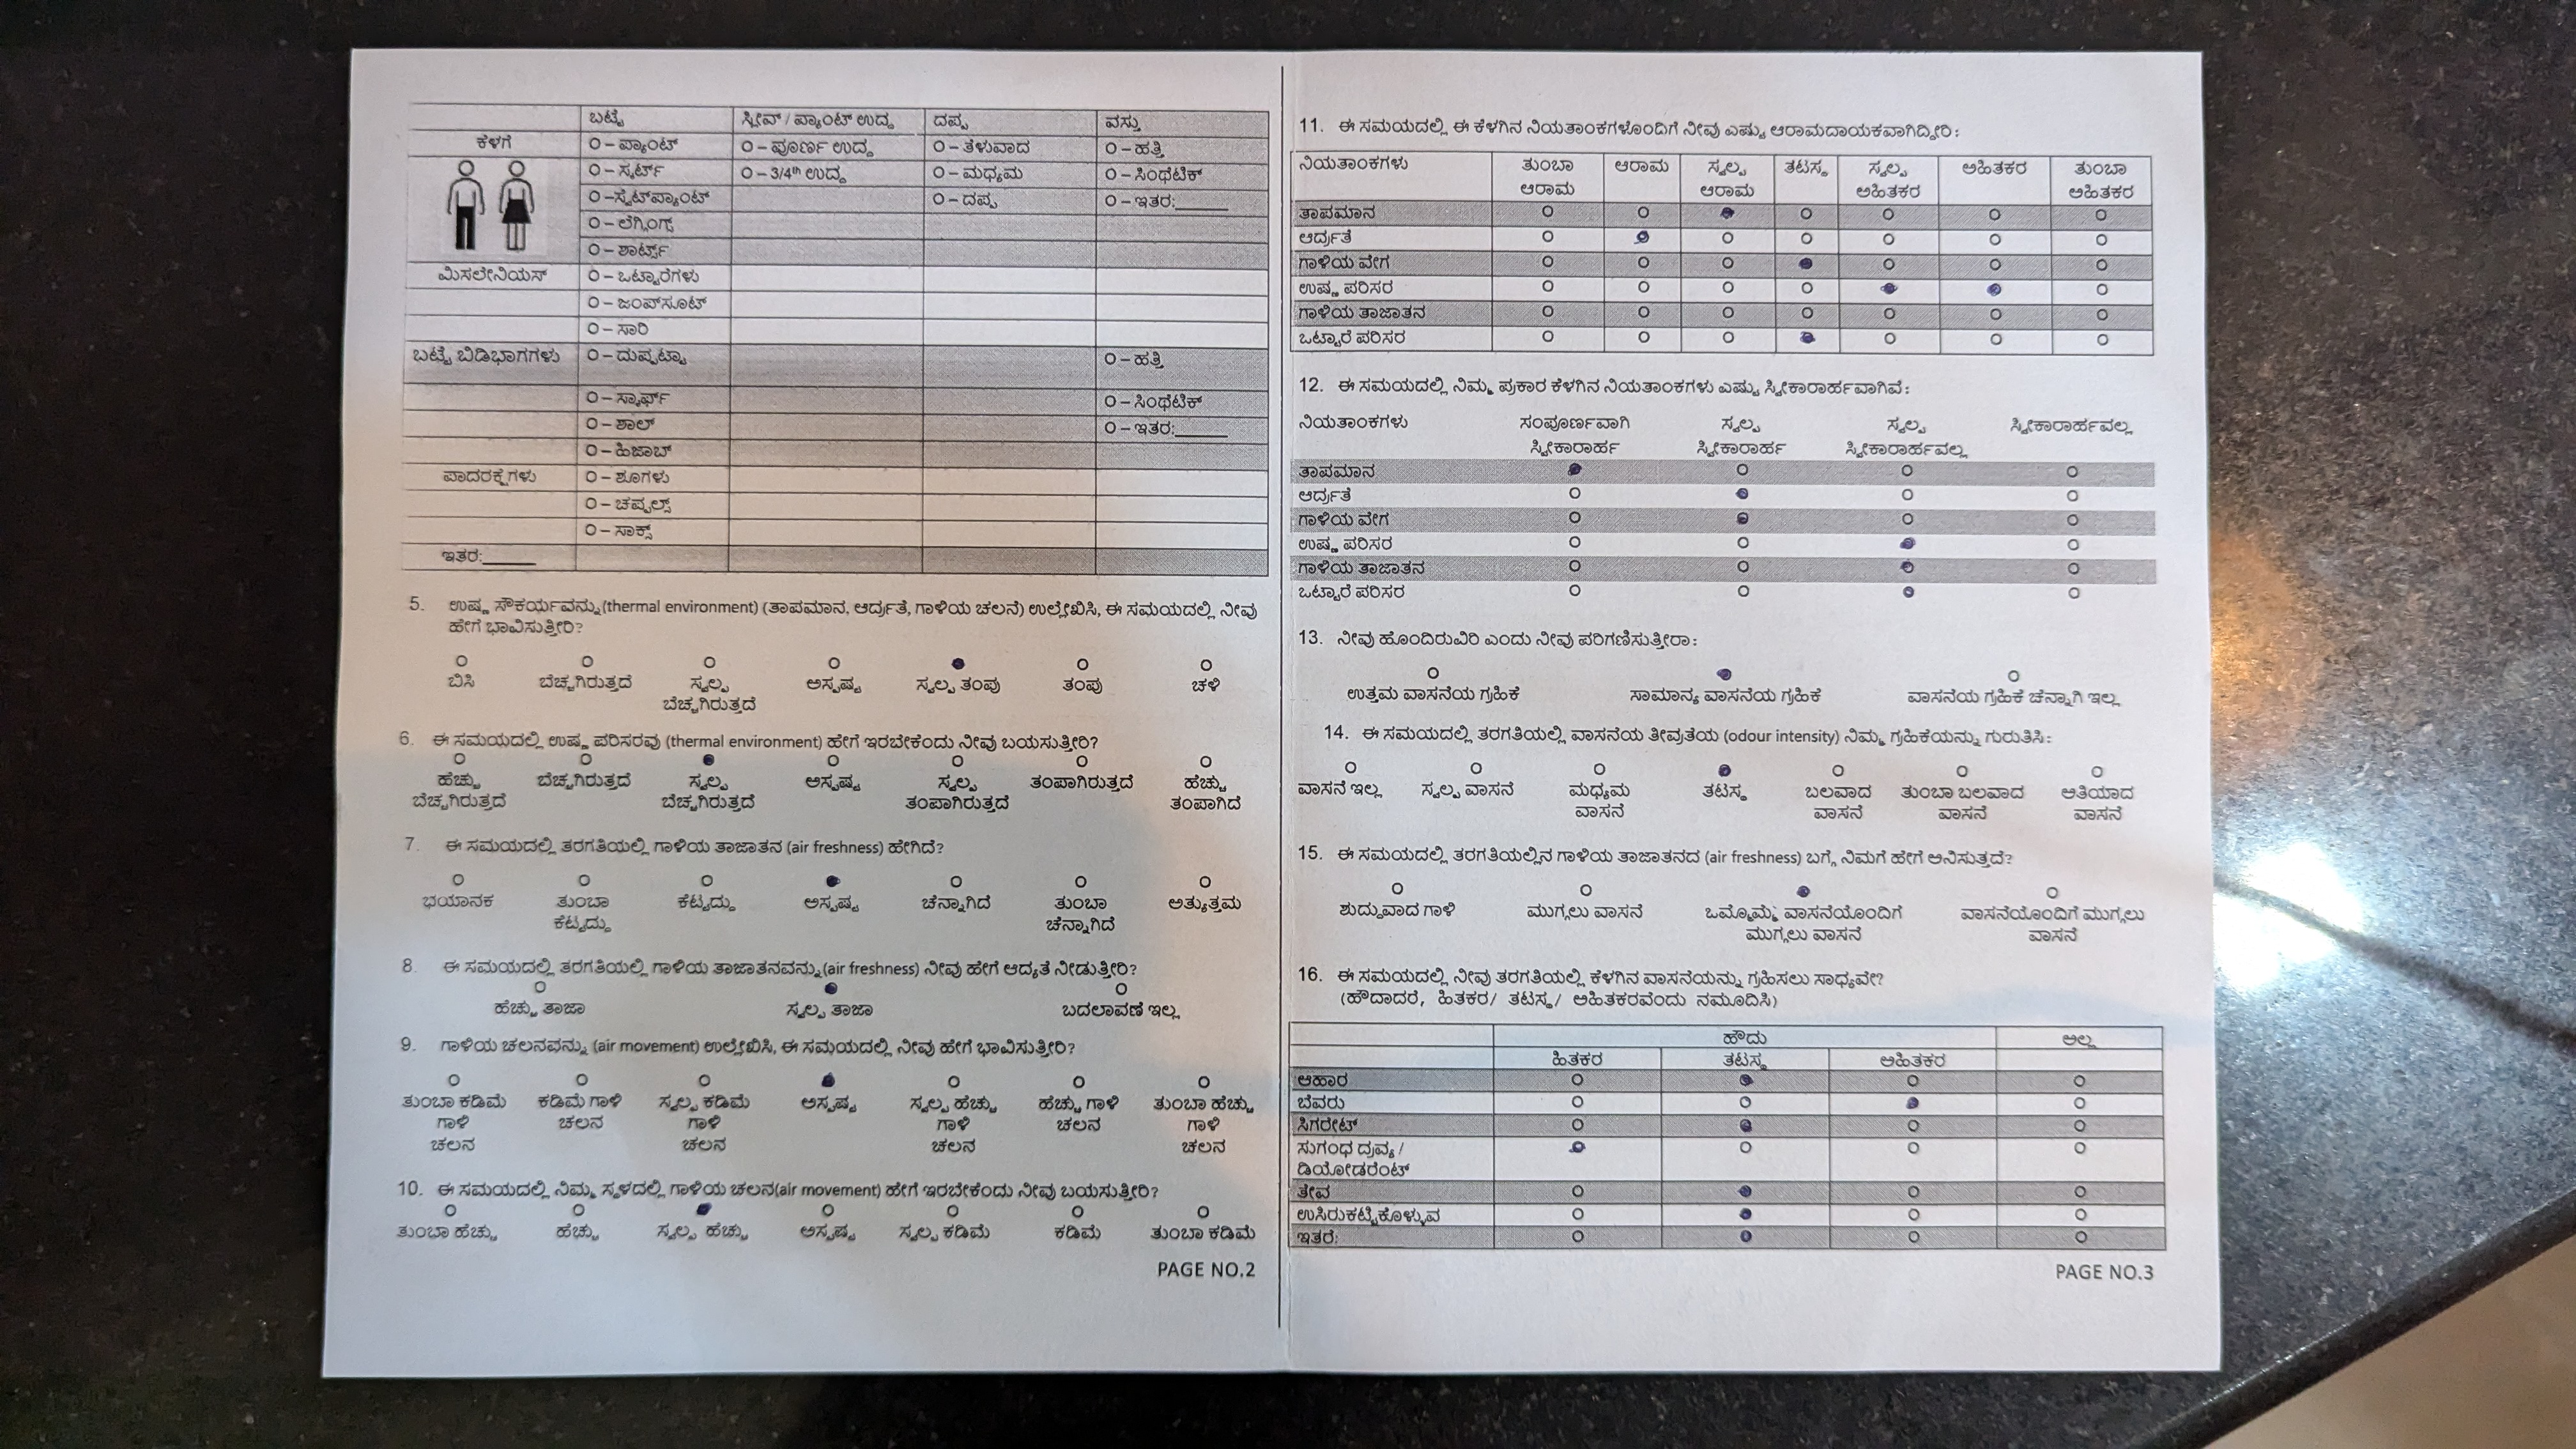 ಬಟ್ಟೆ ಸ್ಲೀವ್ / ಪ್ಯಾಂಟ್ ಉದ್ದ ದಪ್ಪ ವಸ್ತು
ಕೆಳಗೆ O – ಪ್ಯಾಂಟ್ O – ಪೂರ್ಣ ಉದ್ದ O – ತೆಳುವಾದ O – ಹತ್ತಿ
O – ಸ್ಕರ್ಟ್ O – 3/4th ಉದ್ದ O – ಮಧ್ಯಮ O – ಸಿಂಥೆಟಿಕ್
O –ಸ್ವೆಟ್‌ಪ್ಯಾಂಟ್ O – ದಪ್ಪ O – ಇತರ:______
O – ಲೆಗ್ಗಿಂಗ್ಸ್
O – ಶಾರ್ಟ್ಸ್
ಮಿಸಲೇನಿಯಸ್ O – ಒಟ್ಟಾರೆಗಳು
O – ಜಂಪ್‌ಸೂಟ್
O – ಸಾರಿ
ಬಟ್ಟೆ ಬಿಡಿಭಾಗಗಳು O – ದುಪ್ಪಟ್ಟಾ O – ಹತ್ತಿ
O – ಸ್ಕಾರ್ಫ್ O – ಸಿಂಥೆಟಿಕ್
O – ಶಾಲ್ O – ಇತರ:______
O – ಹಿಜಾಬ್
ಪಾದರಕ್ಷೆಗಳು O – ಶೂಗಳು
O – ಚಪ್ಪಲ್ಸ್
O – ಸಾಕ್ಸ್
ಇತರ:______
5. ಉಷ್ಣ ಸೌಕರ್ಯವನ್ನು(thermal environment) (ತಾಪಮಾನ, ಆರ್ದ್ರತೆ, ಗಾಳಿಯ ಚಲನೆ) ಉಲ್ಲೇಖಿಸಿ, ಈ ಸಮಯದಲ್ಲಿ ನೀವು
ಹೇಗೆ ಭಾವಿಸುತ್ತೀರಿ?
ಬಿಸಿ ಬೆಚ್ಚಗಿರುತ್ತದೆ ಸ್ವಲ್ಪ ಅಸ್ಪಷ್ಟ ಸ್ವಲ್ಪ ತಂಪು ತಂಪು ಚಳಿ
ಬೆಚ್ಚಗಿರುತ್ತದೆ
6. ಈ ಸಮಯದಲ್ಲಿ ಉಷ್ಣ ಪರಿಸರವು (thermal environment) ಹೇಗೆ ಇರಬೇಕೆಂದು ನೀವು ಬಯಸುತ್ತೀರಿ?
ಹೆಚ್ಚು ಬೆಚ್ಚಗಿರುತ್ತದೆ ಸ್ವಲ್ಪ ಅಸ್ಪಷ್ಟ ಸ್ವಲ್ಪ ತಂಪಾಗಿರುತ್ತದೆ ಹೆಚ್ಚು
ಬೆಚ್ಚಗಿರುತ್ತದೆ ಬೆಚ್ಚಗಿರುತ್ತದೆ ತಂಪಾಗಿರುತ್ತದೆ ತಂಪಾಗಿದೆ
7. ಈ ಸಮಯದಲ್ಲಿ ತರಗತಿಯಲ್ಲಿ ಗಾಳಿಯ ತಾಜಾತನ (air freshness) ಹೇಗಿದೆ?
ಭಯಾನಕ ತುಂಬಾ ಕೆಟ್ಟದ್ದು ಅಸ್ಪಷ್ಟ ಚೆನ್ನಾಗಿದೆ ತುಂಬಾ ಅತ್ಯುತ್ತಮ
ಕೆಟ್ಟದ್ದು ಚೆನ್ನಾಗಿದೆ
8. ಈ ಸಮಯದಲ್ಲಿ ತರಗತಿಯಲ್ಲಿ ಗಾಳಿಯ ತಾಜಾತನವನ್ನು(air freshness) ನೀವು ಹೇಗೆ ಆದ್ಯತೆ ನೀಡುತ್ತೀರಿ?
ಹೆಚ್ಚು ತಾಜಾ ಸ್ವಲ್ಪ ತಾಜಾ ಬದಲಾವಣೆ ಇಲ್ಲ
9. ಗಾಳಿಯ ಚಲನವನ್ನು (air movement) ಉಲ್ಲೇಖಿಸಿ, ಈ ಸಮಯದಲ್ಲಿ ನೀವು ಹೇಗೆ ಭಾವಿಸುತ್ತೀರಿ?
ತುಂಬಾ ಕಡಿಮೆ ಕಡಿಮೆ ಗಾಳಿ ಸ್ವಲ್ಪ ಕಡಿಮೆ ಅಸ್ಪಷ್ಟ ಸ್ವಲ್ಪ ಹೆಚ್ಚು ಹೆಚ್ಚು ಗಾಳಿ ತುಂಬಾ ಹೆಚ್ಚು
ಗಾಳಿ ಚಲನ ಗಾಳಿ ಗಾಳಿ ಚಲನ ಗಾಳಿ
ಚಲನ ಚಲನ ಚಲನ ಚಲನ
10. ಈ ಸಮಯದಲ್ಲಿ ನಿಮ್ಮ ಸ್ಥಳದಲ್ಲಿ ಗಾಳಿಯ ಚಲನ(air movement) ಹೇಗೆ ಇರಬೇಕೆಂದು ನೀವು ಬಯಸುತ್ತೀರಿ?
ತುಂಬಾ ಹೆಚ್ಚು ಹೆಚ್ಚು ಸ್ವಲ್ಪ ಹೆಚ್ಚು ಅಸ್ಪಷ್ಟ ಸ್ವಲ್ಪ ಕಡಿಮೆ ಕಡಿಮೆ ತುಂಬಾ ಕಡಿಮೆ
PAGE NO.2
11. ಈ ಸಮಯದಲ್ಲಿ ಈ ಕೆಳಗಿನ ನಿಯತಾಂಕಗಳೊಂದಿಗೆ ನೀವು ಎಷ್ಟು ಆರಾಮದಾಯಕವಾಗಿದ್ದೀರಿ:
ನಿಯತಾಂಕಗಳು ತುಂಬಾ ಆರಾಮ ಸ್ವಲ್ಪ ತಟಸ್ಥ ಸ್ವಲ್ಪ ಅಹಿತಕರ ತುಂಬಾ
ಆರಾಮ ಆರಾಮ ಅಹಿತಕರ ಅಹಿತಕರ
ತಾಪಮಾನ
ಆರ್ದ್ರತೆ
ಗಾಳಿಯ ವೇಗ
ಉಷ್ಣ ಪರಿಸರ
ಗಾಳಿಯ ತಾಜಾತನ
ಒಟ್ಟಾರೆ ಪರಿಸರ
12. ಈ ಸಮಯದಲ್ಲಿ ನಿಮ್ಮ ಪ್ರಕಾರ ಕೆಳಗಿನ ನಿಯತಾಂಕಗಳು ಎಷ್ಟು ಸ್ವೀಕಾರಾರ್ಹವಾಗಿವೆ:
ನಿಯತಾಂಕಗಳು ಸಂಪೂರ್ಣವಾಗಿ ಸ್ವಲ್ಪ ಸ್ವಲ್ಪ ಸ್ವೀಕಾರಾರ್ಹವಲ್ಲ
ಸ್ವೀಕಾರಾರ್ಹ ಸ್ವೀಕಾರಾರ್ಹ ಸ್ವೀಕಾರಾರ್ಹವಲ್ಲ
ತಾಪಮಾನ
ಆರ್ದ್ರತೆ
ಗಾಳಿಯ ವೇಗ
ಉಷ್ಣ ಪರಿಸರ
ಗಾಳಿಯ ತಾಜಾತನ
ಒಟ್ಟಾರೆ ಪರಿಸರ
13. ನೀವು ಹೊಂದಿರುವಿರಿ ಎಂದು ನೀವು ಪರಿಗಣಿಸುತ್ತೀರಾ:
ಉತ್ತಮ ವಾಸನೆಯ ಗ್ರಹಿಕೆ ಸಾಮಾನ್ಯ ವಾಸನೆಯ ಗ್ರಹಿಕೆ ವಾಸನೆಯ ಗ್ರಹಿಕೆ ಚೆನ್ನಾಗಿ ಇಲ್ಲ
14. ಈ ಸಮಯದಲ್ಲಿ ತರಗತಿಯಲ್ಲಿ ವಾಸನೆಯ ತೀವ್ರತೆಯ (odour intensity) ನಿಮ್ಮ ಗ್ರಹಿಕೆಯನ್ನು ಗುರುತಿಸಿ:
ವಾಸನೆ ಇಲ್ಲ ಸ್ವಲ್ಪ ವಾಸನೆ ಮಧ್ಯಮ ತಟಸ್ಥ ಬಲವಾದ ತುಂಬಾ ಬಲವಾದ ಅತಿಯಾದ
ವಾಸನೆ ವಾಸನೆ ವಾಸನೆ ವಾಸನೆ
15. ಈ ಸಮಯದಲ್ಲಿ ತರಗತಿಯಲ್ಲಿನ ಗಾಳಿಯ ತಾಜಾತನದ (air freshness) ಬಗ್ಗೆ ನಿಮಗೆ ಹೇಗೆ ಅನಿಸುತ್ತದೆ?
ಶುದ್ಧವಾದ ಗಾಳಿ ಮುಗ್ಗಲು ವಾಸನೆ ಒಮ್ಮೊಮ್ಮೆ ವಾಸನೆಯೊಂದಿಗೆ ವಾಸನೆಯೊಂದಿಗೆ ಮುಗ್ಗಲು
ಮುಗ್ಗಲು ವಾಸನೆ ವಾಸನೆ
16. ಈ ಸಮಯದಲ್ಲಿ ನೀವು ತರಗತಿಯಲ್ಲಿ ಕೆಳಗಿನ ವಾಸನೆಯನ್ನು ಗ್ರಹಿಸಲು ಸಾಧ್ಯವೇ?
(ಹೌದಾದರೆ, ಹಿತಕರ/ ತಟಸ್ಥ/ ಅಹಿತಕರವೆಂದು ನಮೂದಿಸಿ)
ಹೌದು ಅಲ್ಲ
ಹಿತಕರ ತಟಸ್ಥ ಅಹಿತಕರ
ಆಹಾರ
ಬೆವರು
ಸಿಗರೇಟ್
ಸುಗಂಧ ದ್ರವ್ಯ /
ಡಿಯೋಡರೆಂಟ್
ತೇವ
ಉಸಿರುಕಟ್ಟಿಕೊಳ್ಳುವ
ಇತರೆ:
PAGE NO.3